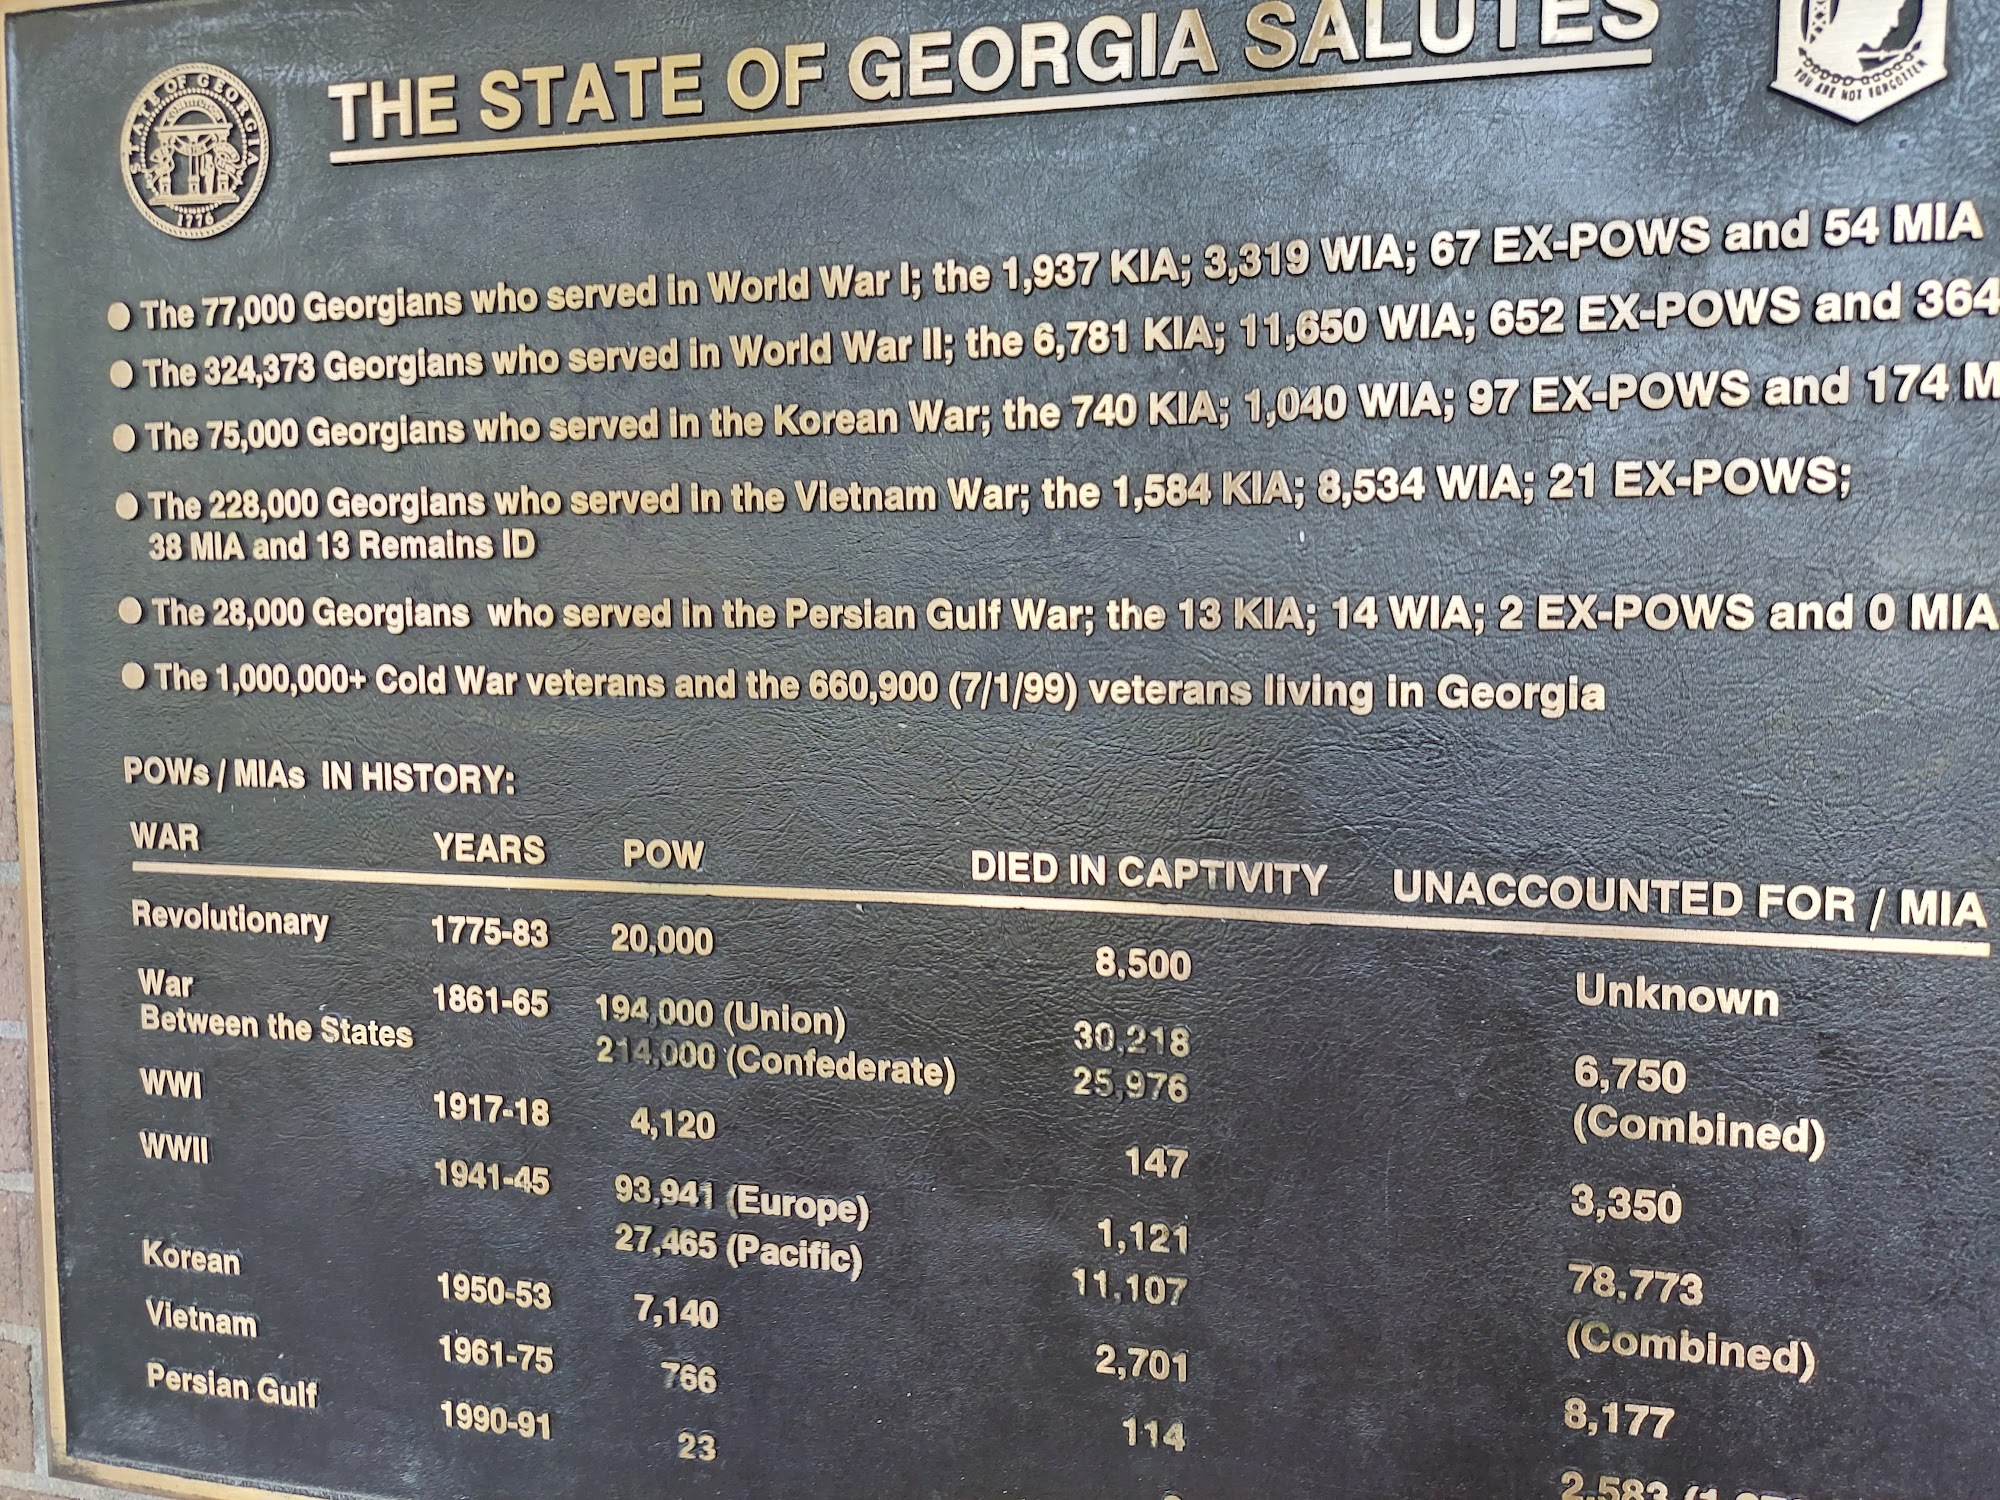 THE STATE OF GEORGIA SALUTES
STATE OF GEORGIA
CONSTITUTION
1776
YOU ARE NOT FORGOTTEN
● The 77,000 Georgians who served in World War I; the 1,937 KIA; 3,319 WIA; 67 EX-POWS and 54 MIA
● The 324,373 Georgians who served in World War II; the 6,781 KIA; 11,650 WIA; 652 EX-POWS and 364
● The 75,000 Georgians who served in the Korean War; the 740 KIA; 1,040 WIA; 97 EX-POWS and 174 M
● The 228,000 Georgians who served in the Vietnam War; the 1,584 KIA; 8,534 WIA; 21 EX-POWS;
38 MIA and 13 Remains ID
● The 28,000 Georgians who served in the Persian Gulf War; the 13 KIA; 14 WIA; 2 EX-POWS and 0 MIA
● The 1,000,000+ Cold War veterans and the 660,900 (7/1/99) veterans living in Georgia
POWs / MIAs IN HISTORY:
WAR YEARS POW DIED IN CAPTIVITY UNACCOUNTED FOR / MIA
Revolutionary 1775-83 20,000 8,500 Unknown
War 1861-65 194,000 (Union) 30,218 6,750
Between the States 214,000 (Confederate) 25,976 (Combined)
WWI 1917-18 4,120 147 3,350
WWII 1941-45 93,941 (Europe) 1,121 78,773
27,465 (Pacific) 11,107 (Combined)
Korean 1950-53 7,140 2,701 8,177
Vietnam 1961-75 766 114 2,583
Persian Gulf 1990-91 23